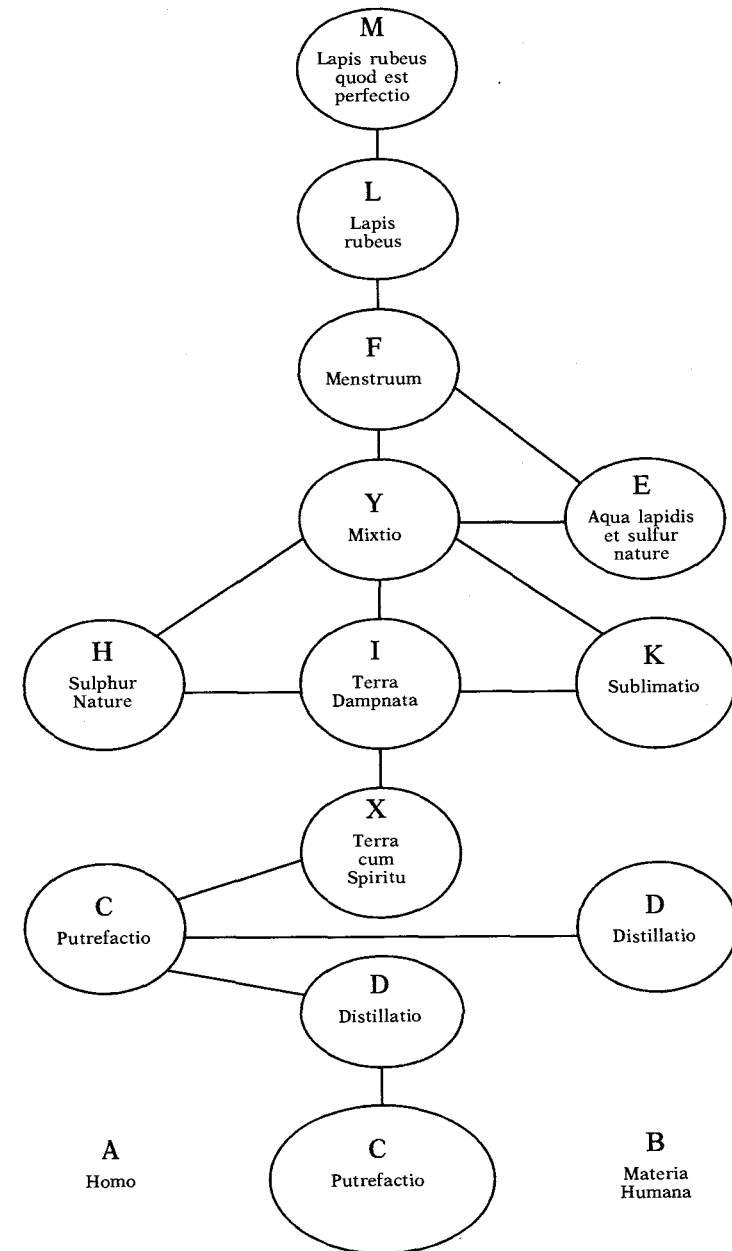 M
Lapis rubeus
quod est
perfectio
L
Lapis
rubeus
F
Menstruum
Y
Mixtio
E
Aqua lapidis
et sulfur
nature
H
Sulphur
Nature
I
Terra
Dampnata
K
Sublimatio
X
Terra
cum
Spiritu
C
Putrefactio
D
Distillatio
D
Distillatio
A
Homo
C
Putrefactio
B
Materia
Humana